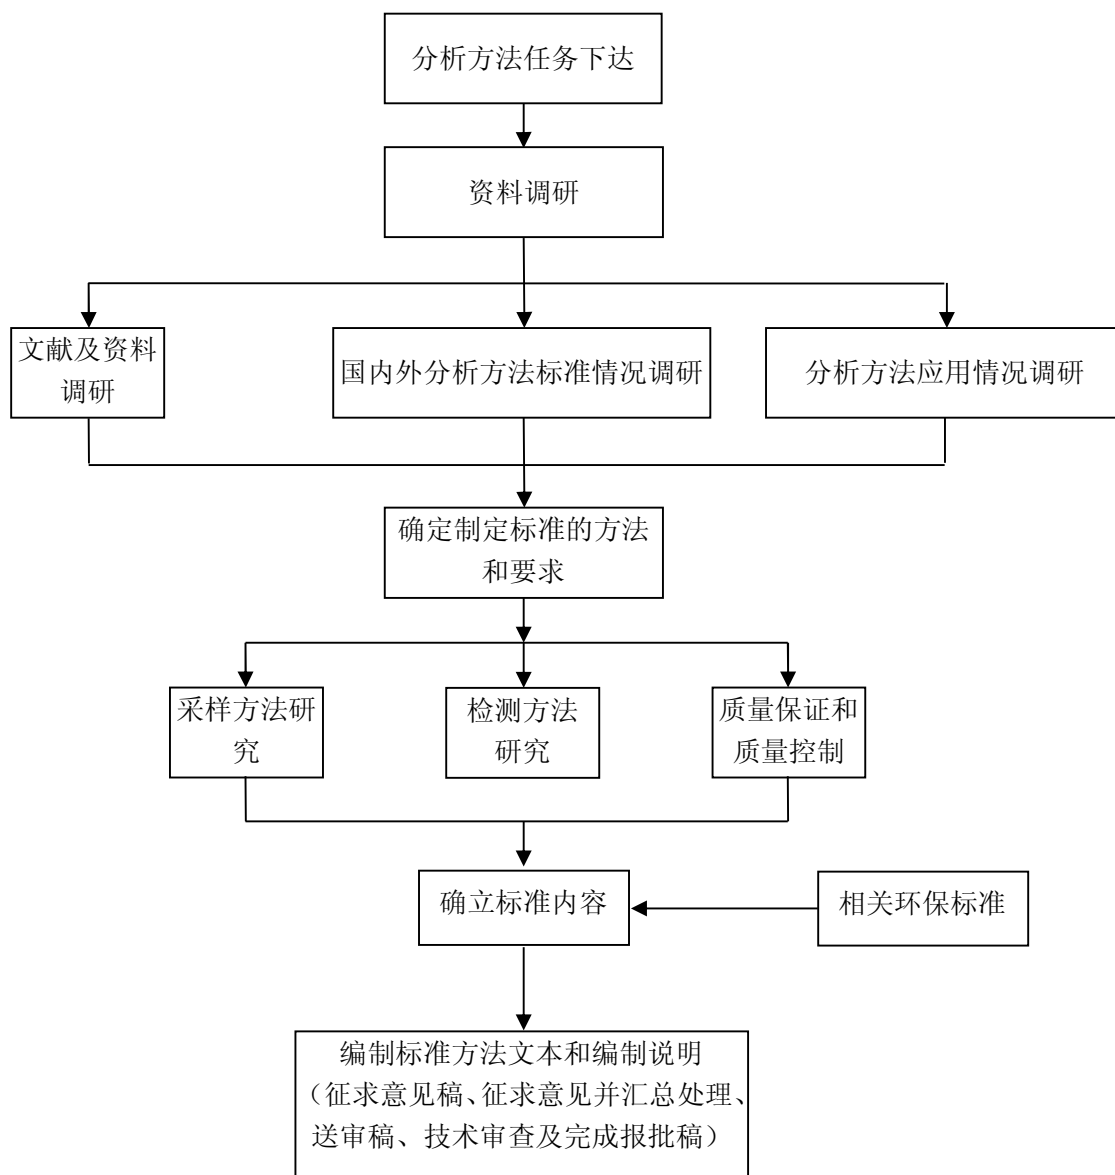 分析方法任务下达
资料调研
文献及资料
调研
国内外分析方法标准情况调研
分析方法应用情况调研
确定制定标准的方法
和要求
采样方法研
究
检测方法
研究
质量保证和
质量控制
确立标准内容
相关环保标准
编制标准方法文本和编制说明
（征求意见稿、征求意见并汇总处理、
送审稿、技术审查及完成报批稿）